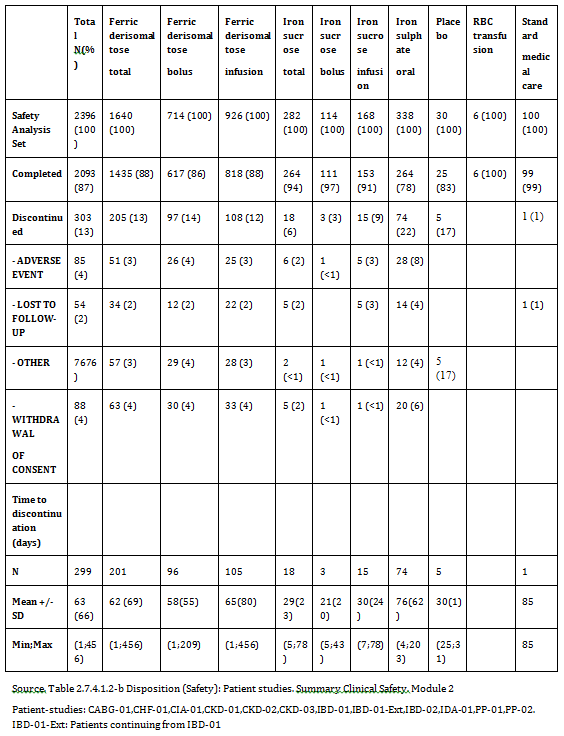 Total N(%) Ferric derisomaltose total Ferric derisomaltose bolus Ferric derisomaltose infusion Iron sucrose total Iron sucrose bolus Iron sucrose infusion Iron sulphate oral Placebo RBC transfusion Standard medical care
Safety Analysis Set 2396 (100) 1640 (100) 714 (100) 926 (100) 282 (100) 114 (100) 168 (100) 338 (100) 30 (100) 6 (100) 100 (100)
Completed 2093 (87) 1435 (88) 617 (86) 818 (88) 264 (94) 111 (97) 153 (91) 264 (78) 25 (83) 6 (100) 99 (99)
Discontinued 303 (13) 205 (13) 97 (14) 108 (12) 18 (6) 3 (3) 15 (9) 74 (22) 5 (17) 1 (1)
- ADVERSE EVENT 85 (4) 51 (3) 26 (4) 25 (3) 6 (2) 1 (<1) 5 (3) 28 (8)
- LOST TO FOLLOW-UP 54 (2) 34 (2) 12 (2) 22 (2) 5 (2) 5 (3) 14 (4) 1 (1)
- OTHER 7676) 57 (3) 29 (4) 28 (3) 2 (<1) 1 (<1) 1 (<1) 12 (4) 5 (17)
- WITHDRAWAL OF CONSENT 88 (4) 63 (4) 30 (4) 33 (4) 5 (2) 1 (<1) 1 (<1) 20 (6)
Time to discontinuation (days)
N 299 201 96 105 18 3 15 74 5 1
Mean +/- SD 63 (66) 62 (69) 58(55) 65(80) 29(23) 21(20) 30(24) 76(62) 30(1) 85
Min;Max (1;456) (1;456) (1;209) (1;456) (5;78) (5;43) (7;78) (4;203) (25;31) 85
Source. Table 2.7.4.1.2-b Disposition (Safety): Patient studies. Summary Clinical Safety. Module 2
Patient-studies: CABG-01,CHF-01,CIA-01,CKD-01,CKD-02,CKD-03,IBD-01,IBD-01-Ext,IBD-02,IDA-01,PP-01,PP-02.
IBD-01-Ext: Patients continuing from IBD-01